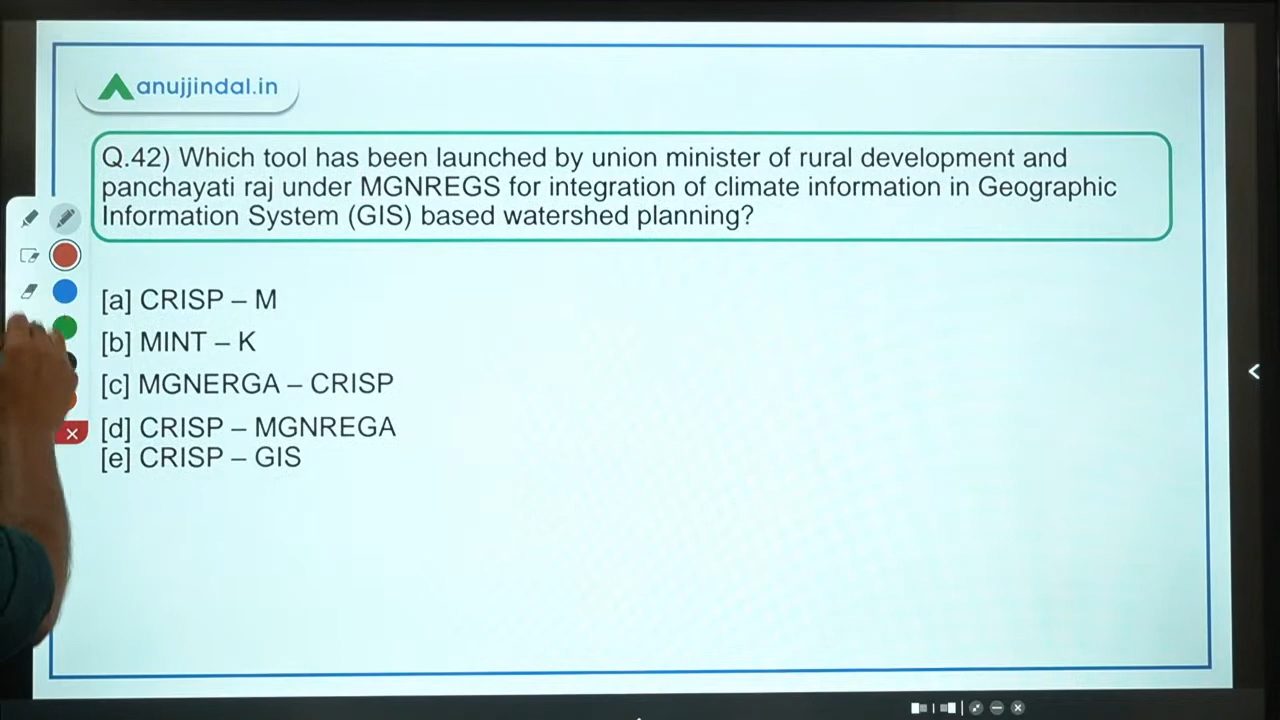 anujjindal.in
Q.42) Which tool has been launched by union minister of rural development and
panchayati raj under MGNREGS for integration of climate information in Geographic
Information System (GIS) based watershed planning?
[a] CRISP – M
[b] MINT – K
[c] MGNERGA – CRISP
[d] CRISP – MGNREGA
[e] CRISP – GIS